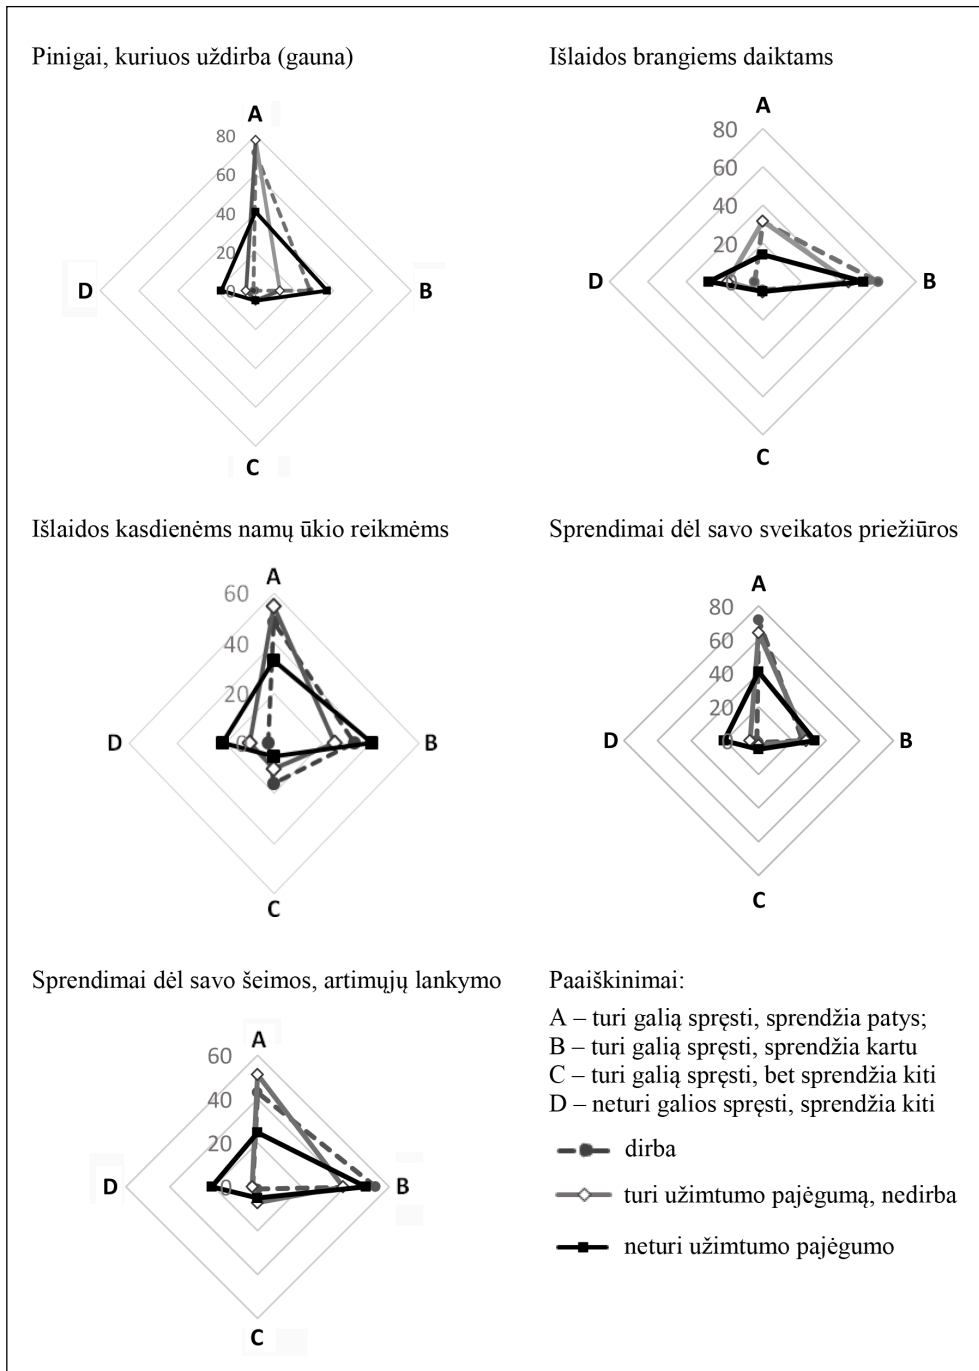 Pinigai, kuriuos uždirba (gauna)
A
80
60
40
20
0
D
B
C
Išlaidos brangiems daiktams
A
80
60
40
20
0
D
B
C
Išlaidos kasdienėms namų ūkio reikmėms
A
60
40
20
0
D
B
C
Sprendimai dėl savo sveikatos priežiūros
A
80
60
40
20
0
D
B
C
Sprendimai dėl savo šeimos, artimųjų lankymo
A
60
40
20
0
D
B
C
Paaiškinimai:
A – turi galią spręsti, sprendžia patys;
B – turi galią spręsti, sprendžia kartu
C – turi galią spręsti, bet sprendžia kiti
D – neturi galios spręsti, sprendžia kiti
dirba
turi užimtumo pajėgumą, nedirba
neturi užimtumo pajėgumo